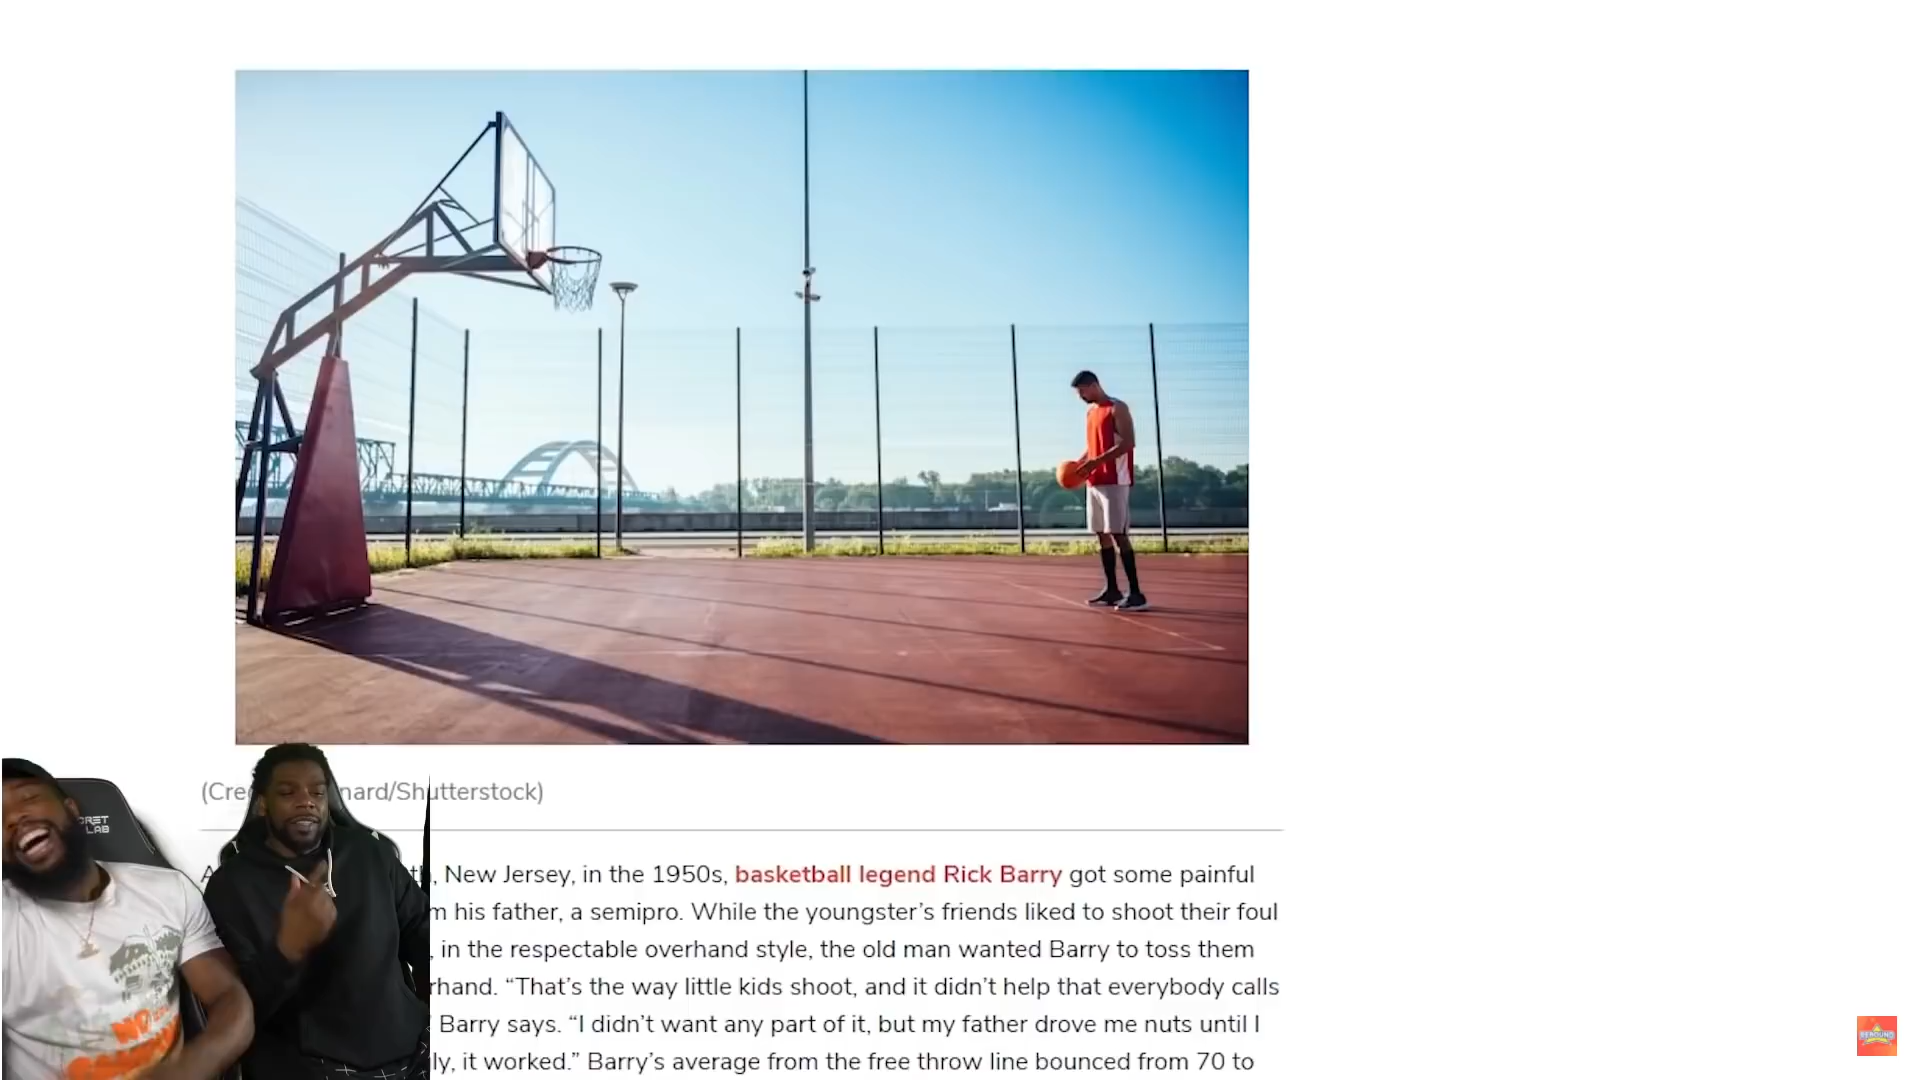 (Cre nard/Shutterstock)
A th, New Jersey, in the 1950s, basketball legend Rick Barry got some painful
m his father, a semipro. While the youngster’s friends liked to shoot their foul
, in the respectable overhand style, the old man wanted Barry to toss them
rhand. “That’s the way little kids shoot, and it didn’t help that everybody calls
’ Barry says. “I didn’t want any part of it, but my father drove me nuts until I
ly, it worked.” Barry’s average from the free throw line bounced from 70 to
CRET
LAB
REBOUND